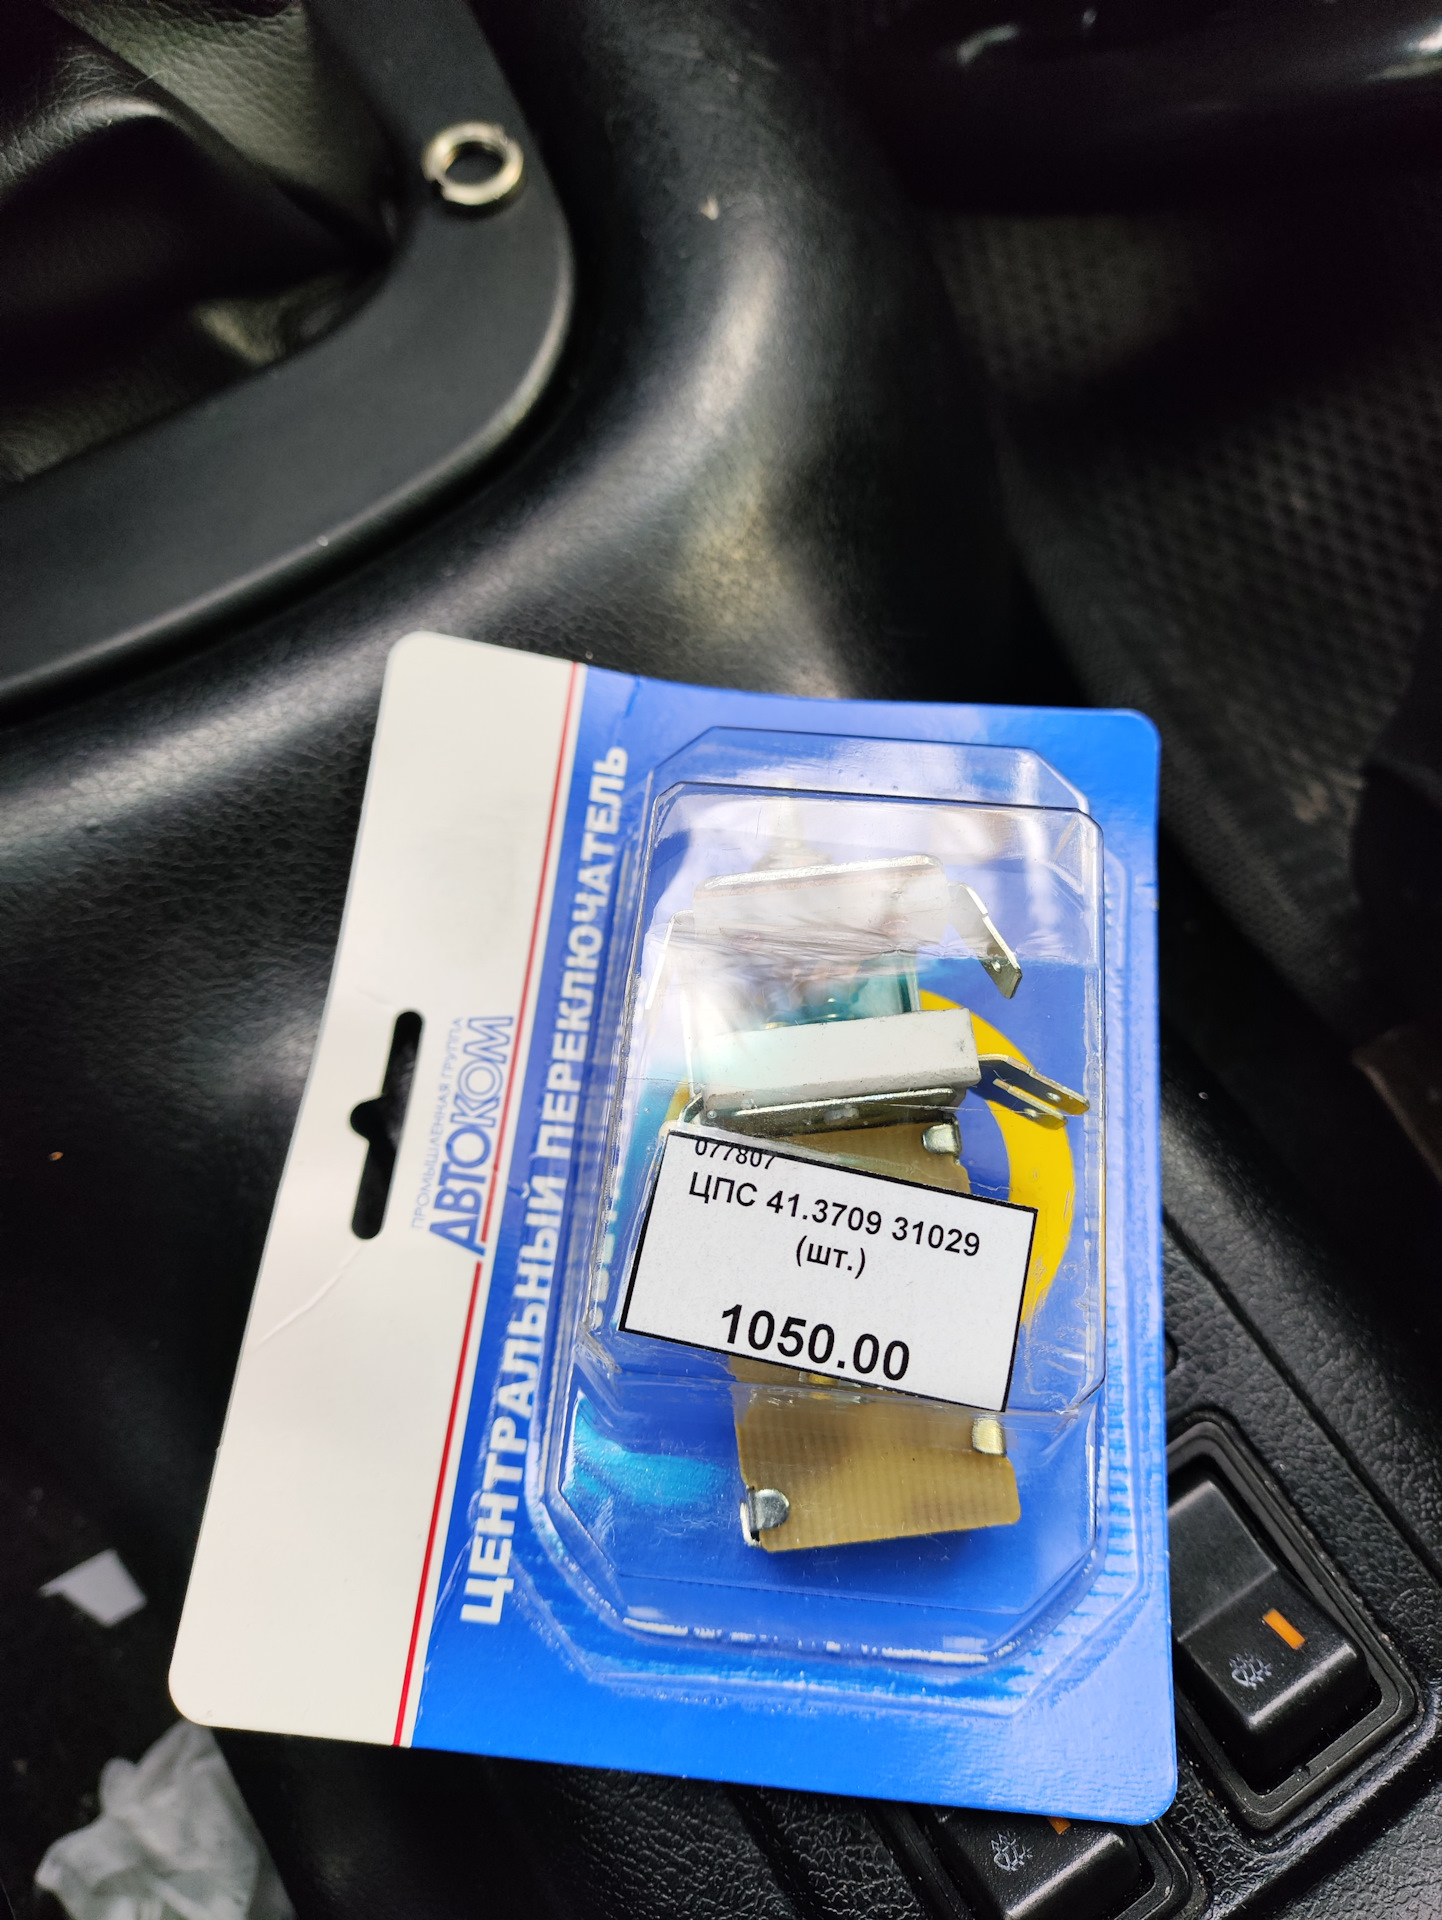 ПРОМЫШЛЕННАЯ ГРУППА
АВТОКОМ
ЦЕНТРАЛЬНЫЙ ПЕРЕКЛЮЧАТЕЛЬ
077807
ЦПС 41.3709 31029
(шт.)
1050.00